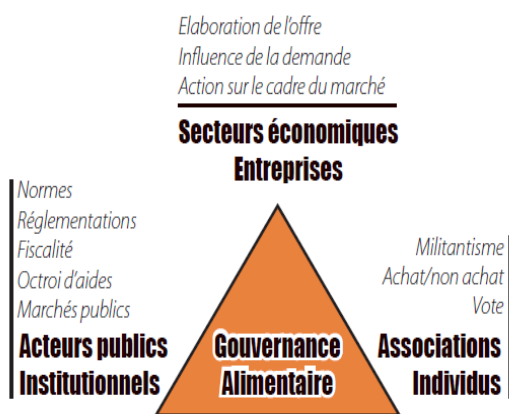 Elaboration de l'offre
Influence de la demande
Action sur le cadre du marché
Secteurs économiques
Entreprises
Normes
Réglementations
Fiscalité
Octroi d'aides
Marchés publics
Acteurs publics
Institutionnels
Gouvernance
Alimentaire
Militantisme
Achat/non achat
Vote
Associations
Individus